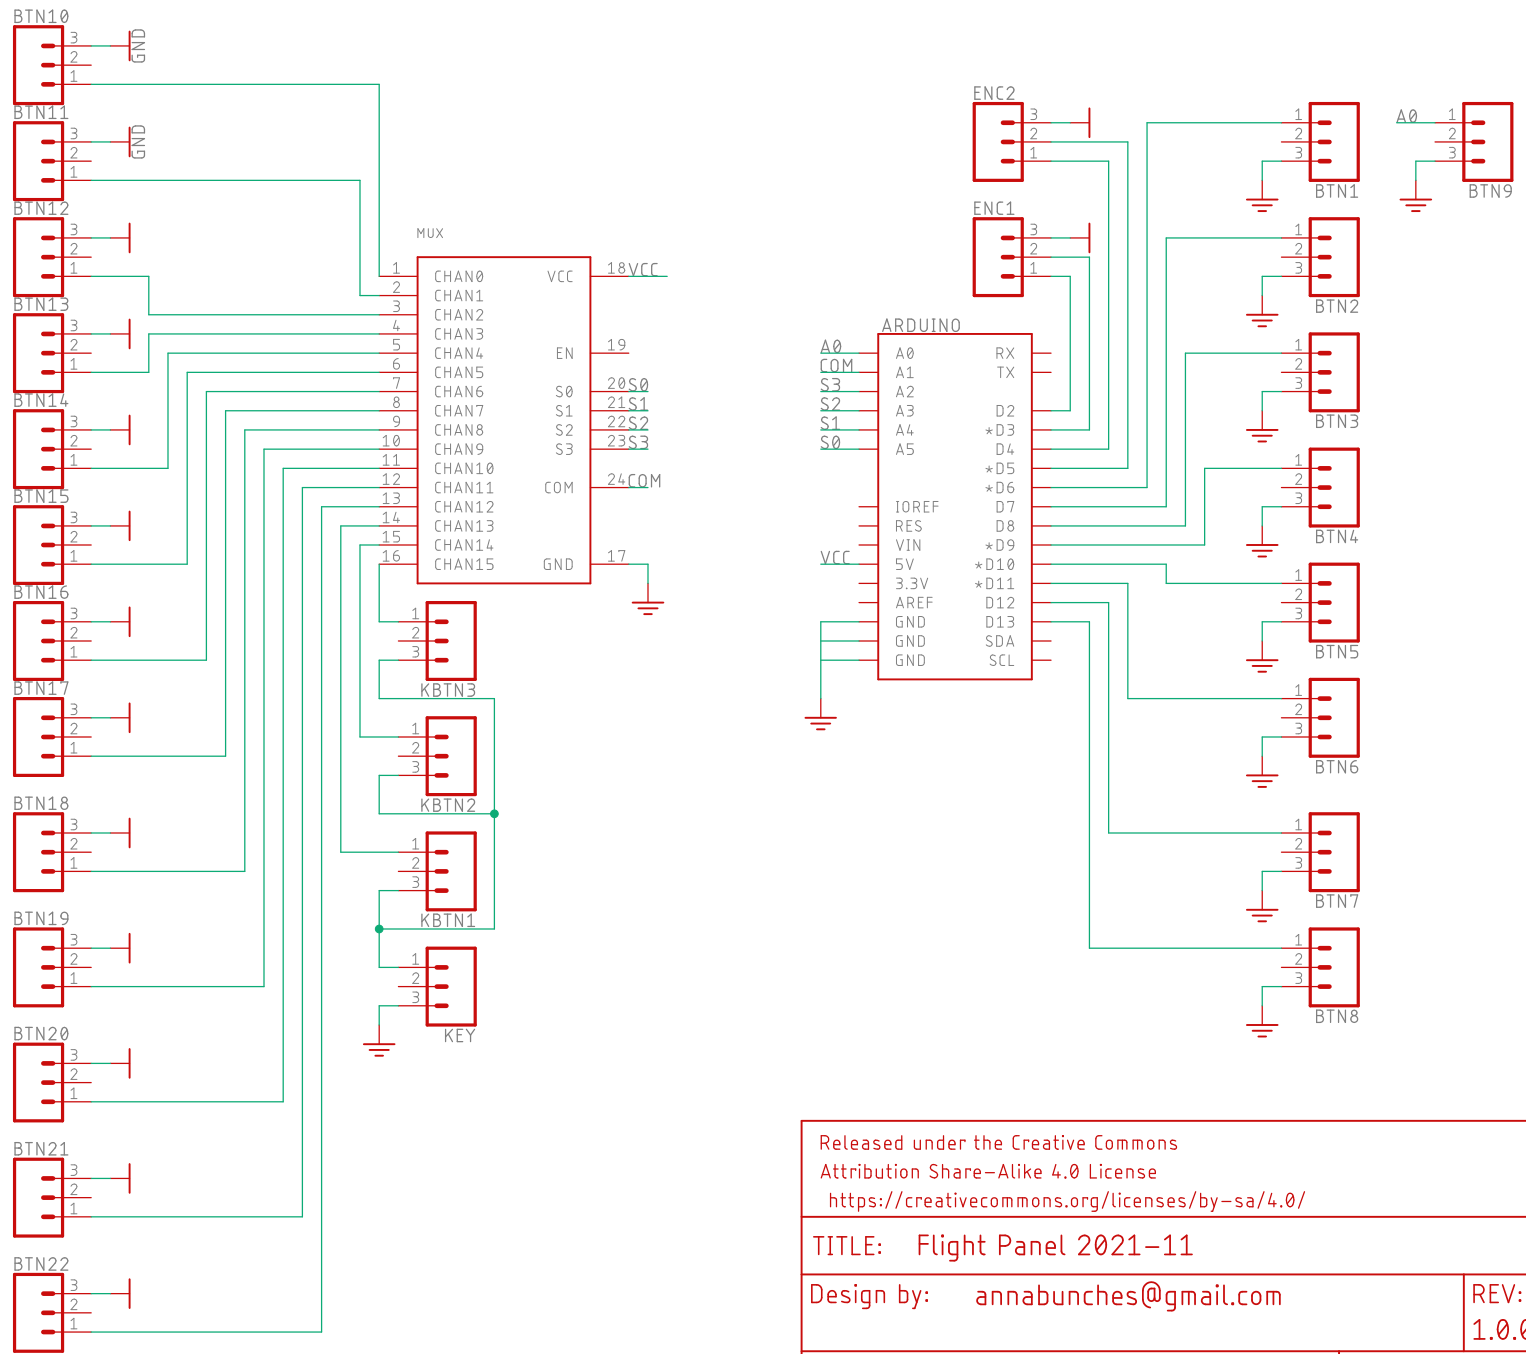 BTN10
3
2
1
GND
BTN11
3
2
1
GND
BTN12
3
2
1
BTN13
3
2
1
BTN14
3
2
1
BTN15
3
2
1
BTN16
3
2
1
BTN17
3
2
1
BTN18
3
2
1
BTN19
3
2
1
BTN20
3
2
1
BTN21
3
2
1
BTN22
3
2
1
MUX
1 CHAN0 VCC 18 VCC
2 CHAN1
3 CHAN2
4 CHAN3
5 CHAN4 EN 19
6 CHAN5
7 CHAN6 S0 20 S0
8 CHAN7 S1 21 S1
9 CHAN8 S2 22 S2
10 CHAN9 S3 23 S3
11 CHAN10
12 CHAN11 COM 24 COM
13 CHAN12
14 CHAN13
15 CHAN14
16 CHAN15 GND 17
1
2
3
KBTN3
1
2
3
KBTN2
1
2
3
KBTN1
1
2
3
KEY
ENC2
3
2
1
ENC1
3
2
1
ARDUINO
A0 A0 RX
COM A1 TX
S3 A2
S2 A3 D2
S1 A4 *D3
S0 A5 D4
*D5
*D6
IOREF D7
RES D8
VIN *D9
VCC 5V *D10
3.3V *D11
AREF D12
GND D13
GND SDA
GND SCL
1
2
3
BTN1
A0 1
2
3
BTN9
1
2
3
BTN2
1
2
3
BTN3
1
2
3
BTN4
1
2
3
BTN5
1
2
3
BTN6
1
2
3
BTN7
1
2
3
BTN8
Released under the Creative Commons
Attribution Share-Alike 4.0 License
https://creativecommons.org/licenses/by-sa/4.0/
TITLE: Flight Panel 2021-11
Design by: annabunches@gmail.com
REV: